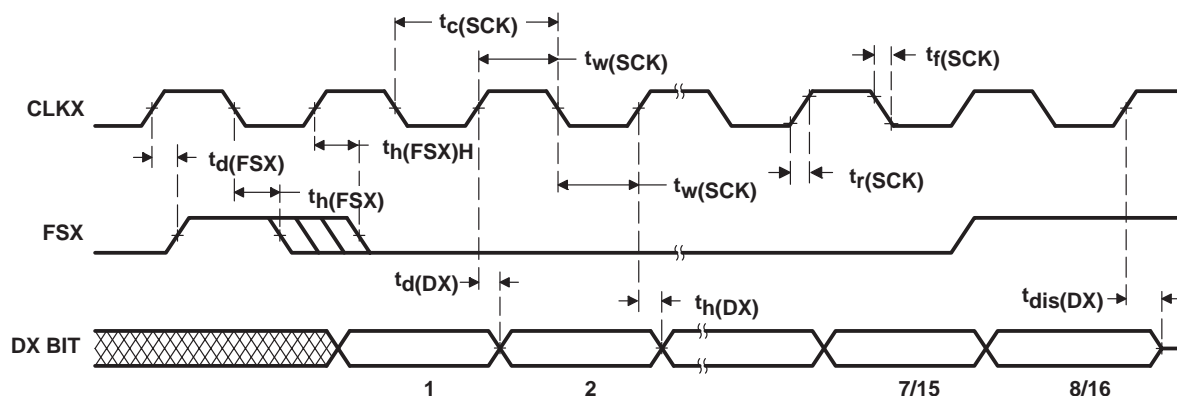 tc(SCK)
tw(SCK)
tf(SCK)
CLKX
td(FSX)
th(FSX)H
th(FSX)
tw(SCK)
tr(SCK)
FSX
td(DX)
th(DX)
tdis(DX)
DX BIT
1 2 7/15 8/16